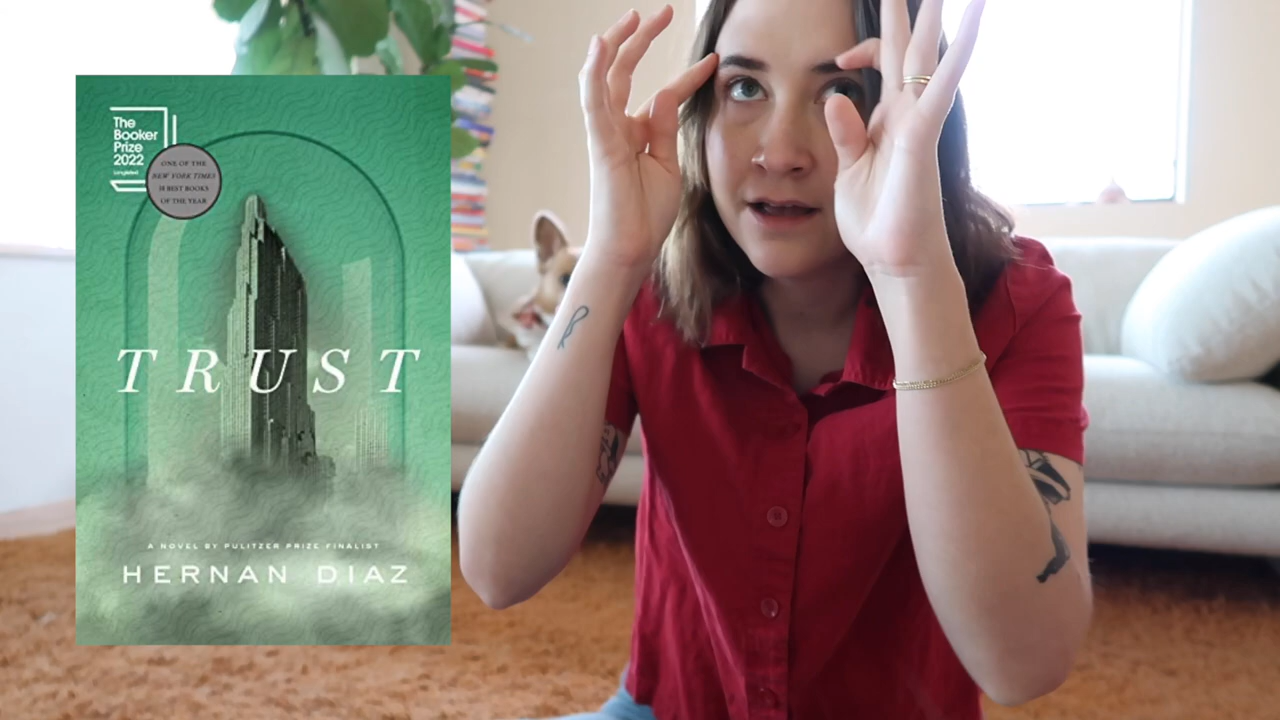 The
Booker
Prize
2022
Longlisted
ONE OF THE
NEW YORK TIMES
10 BEST BOOKS
OF THE YEAR
TRUST
A NOVEL BY PULITZER PRIZE FINALIST
HERNAN DIAZ